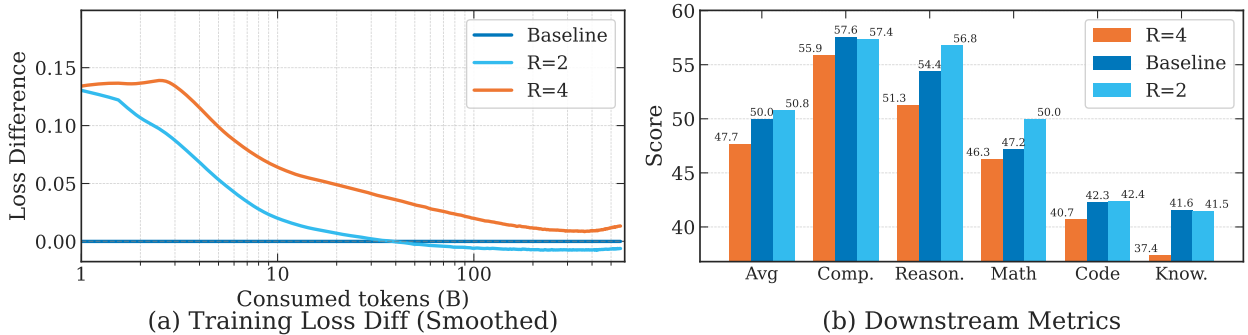 Loss Difference
0.15
0.10
0.05
0.00
1
10
100
Consumed tokens (B)
Baseline
R=2
R=4
(a) Training Loss Diff (Smoothed)
Score
60
55
50
45
40
R=4
Baseline
R=2
47.7
50.0
50.8
55.9
57.6
57.4
51.3
54.4
56.8
46.3
47.2
50.0
40.7
42.3
42.4
37.4
41.6
41.5
Avg
Comp.
Reason.
Math
Code
Know.
(b) Downstream Metrics